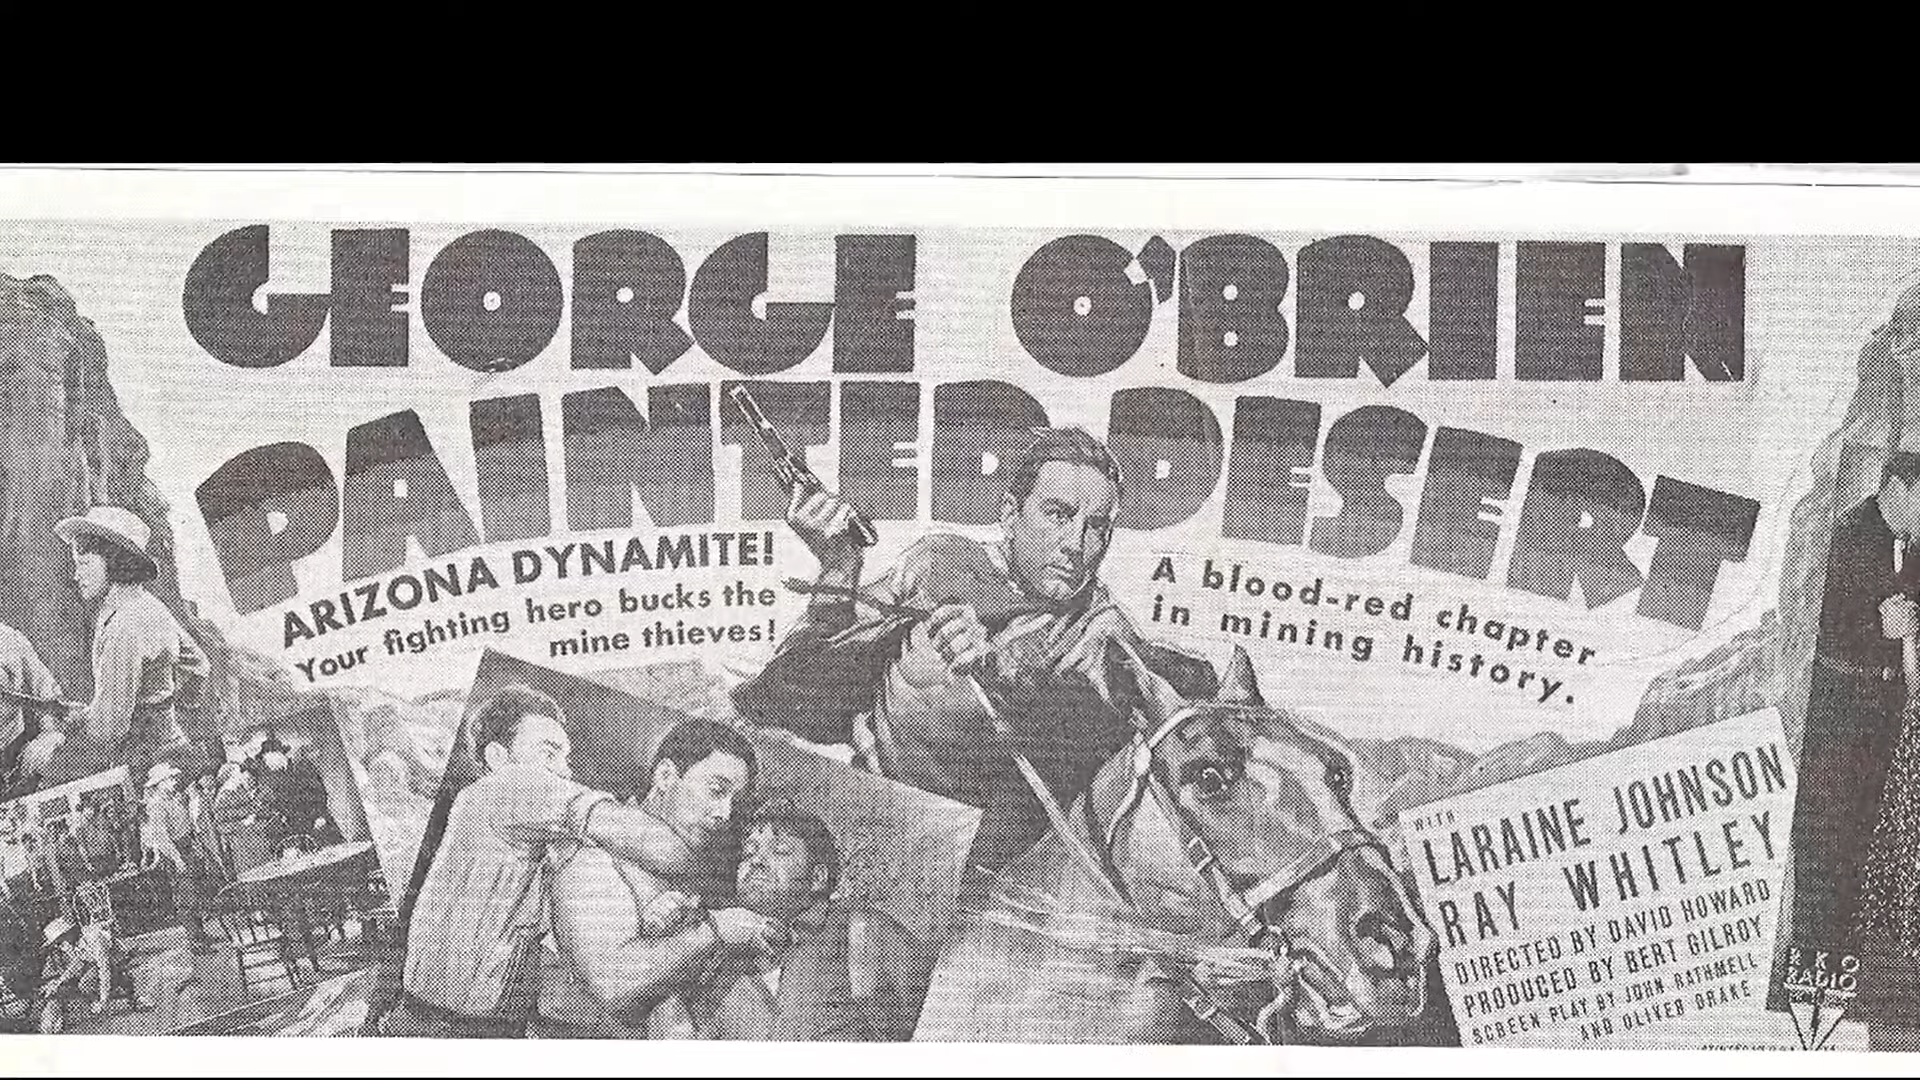 GEORGE O'BRIEN
PAINTED DESERT
ARIZONA DYNAMITE!
Your fighting hero bucks the
mine thieves!
A blood-red chapter
in mining history.
WITH
LARAINE JOHNSON
RAY WHITLEY
DIRECTED BY DAVID HOWARD
PRODUCED BY BERT GILROY
SCREEN PLAY BY JOHN RATHMELL
AND OLIVER DRAKE
RKO
RADIO